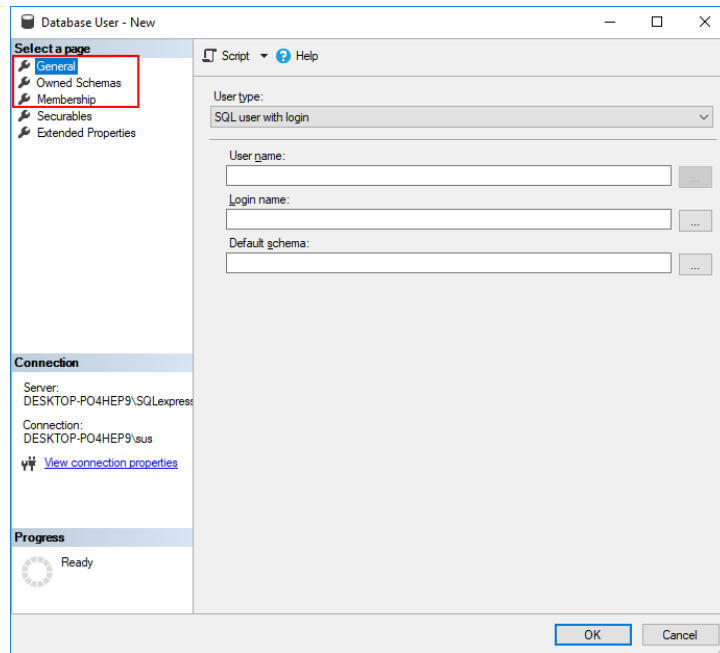 Database User - New
Select a page
General
Owned Schemas
Membership
Securables
Extended Properties
Script
Help
User type:
SQL user with login
User name:
...
Login name:
...
Default schema:
...
Connection
Server:
DESKTOP-PO4HEP9\SQLexpress
Connection:
DESKTOP-PO4HEP9\sus
View connection properties
Progress
Ready
OK
Cancel